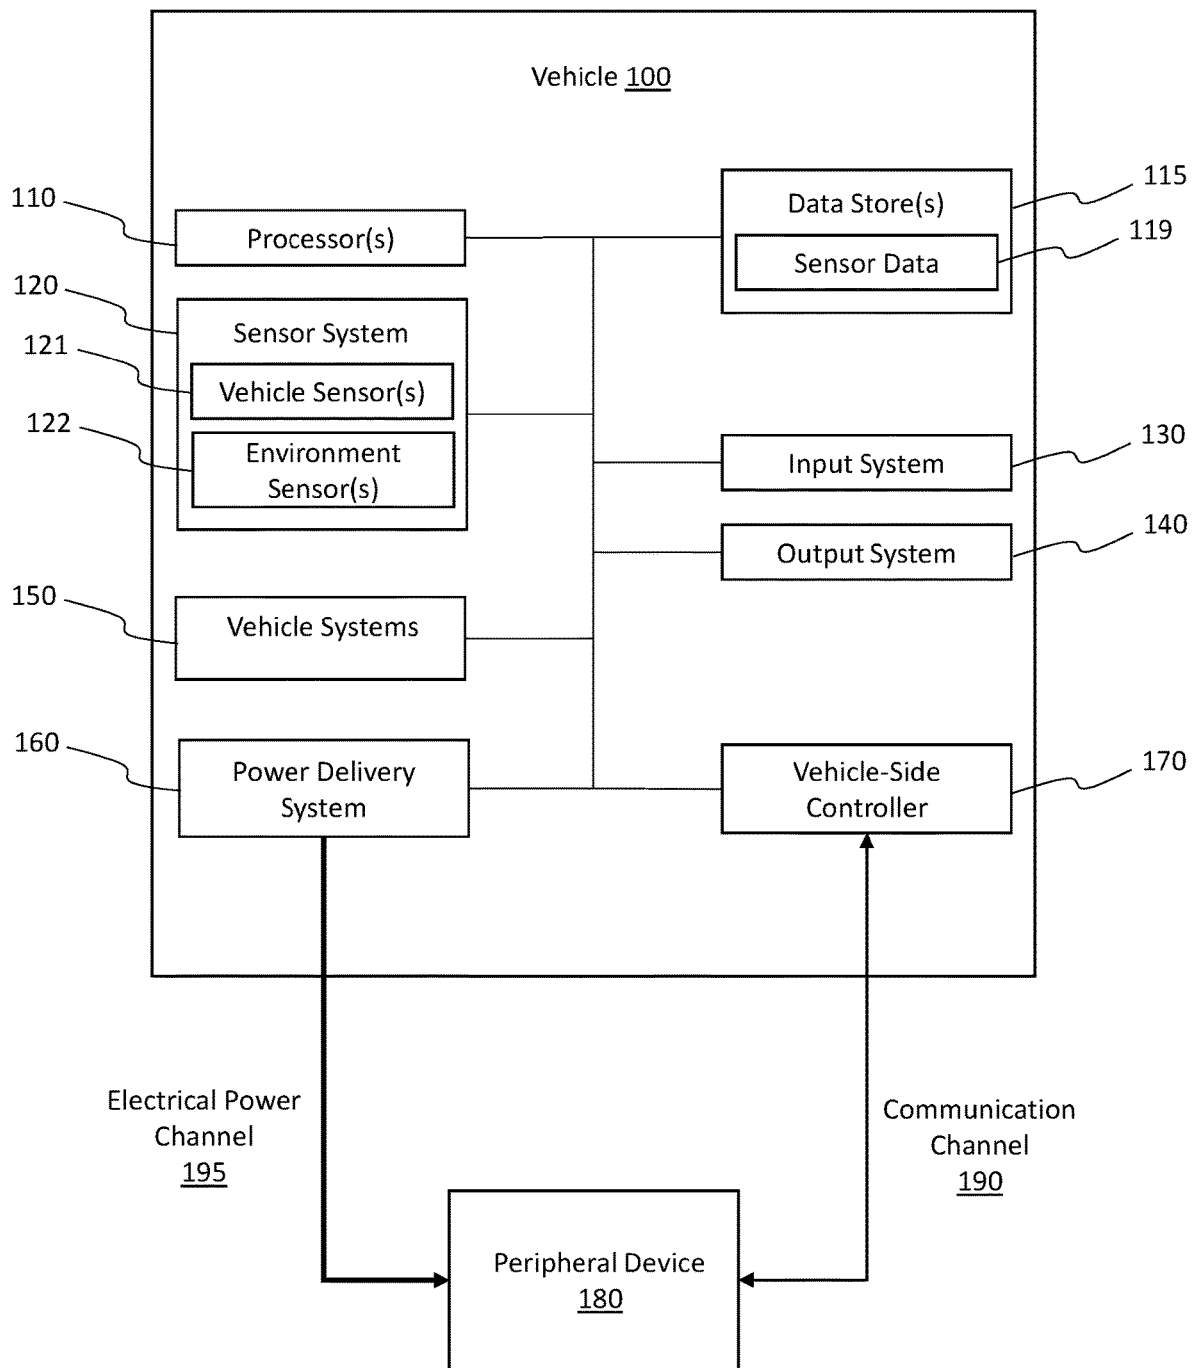 Vehicle 100
110
Processor(s)
Data Store(s)
115
Sensor Data
119
120
Sensor System
121
Vehicle Sensor(s)
122
Environment
Sensor(s)
Input System
130
Output System
140
150
Vehicle Systems
160
Power Delivery
System
Vehicle-Side
Controller
170
Electrical Power
Channel
195
Communication
Channel
190
Peripheral Device
180